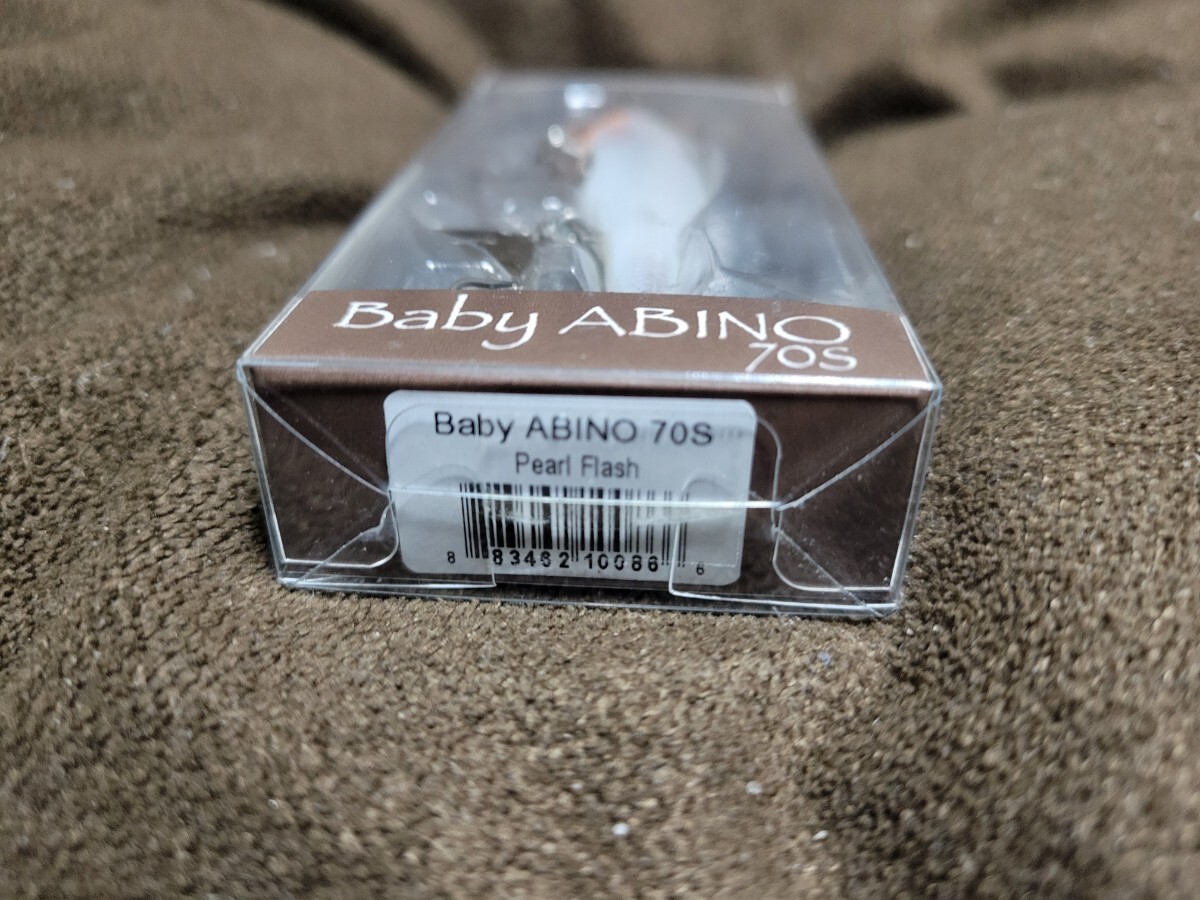 Baby ABINO
70S
Baby ABINO 70S
Pearl Flash
8 83462 10086 6